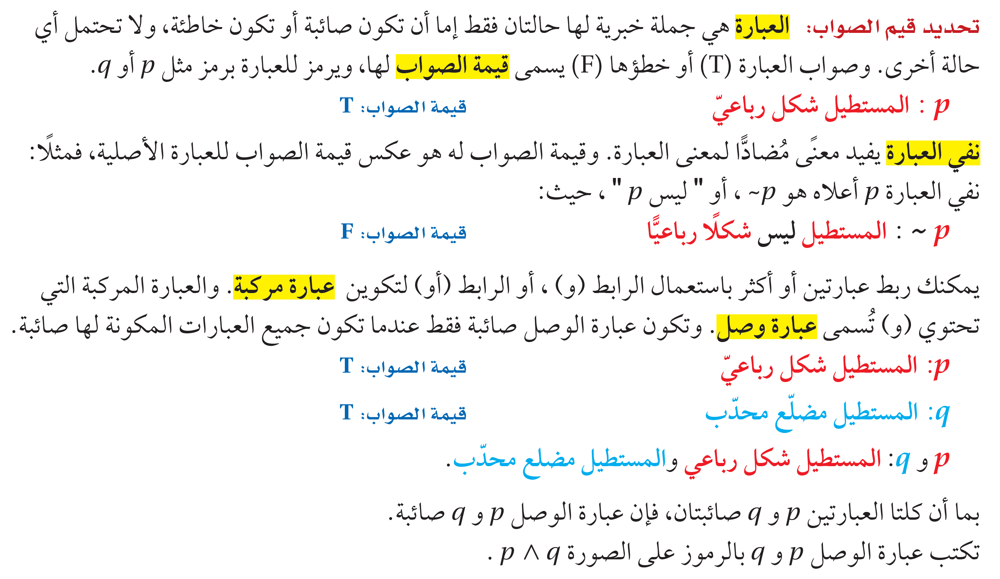 تحديد قيم الصواب: العبارة هي جملة خبرية لها حالتان فقط إما أن تكون صائبة أو تكون خاطئة، ولا تحتمل أي
حالة أخرى. وصواب العبارة (T) أو خطؤها (F) يسمى قيمة الصواب لها، ويرمز للعبارة برمز مثل p أو q.
p : المستطيل شكل رباعيّ قيمة الصواب: T
نفي العبارة يفيد معنًى مُضادًّا لمعنى العبارة. وقيمة الصواب له هو عكس قيمة الصواب للعبارة الأصلية، فمثلًا:
نفي العبارة p أعلاه هو ~p ، أو " ليس p "، حيث:
~ p : المستطيل ليس شكلًا رباعيًّا قيمة الصواب: F
يمكنك ربط عبارتين أو أكثر باستعمال الرابط (و) ، أو الرابط (أو) لتكوين عبارة مركبة. والعبارة المركبة التي
تحتوي (و) تُسمى عبارة وصل. وتكون عبارة الوصل صائبة فقط عندما تكون جميع العبارات المكونة لها صائبة.
p: المستطيل شكل رباعيّ قيمة الصواب: T
q: المستطيل مضلّع محدّب قيمة الصواب: T
p و q: المستطيل شكل رباعي والمستطيل مضلع محدّب.
بما أن كلتا العبارتين p و q صائبتان، فإن عبارة الوصل p و q صائبة.
تكتب عبارة الوصل p و q بالرموز على الصورة p ∧ q .